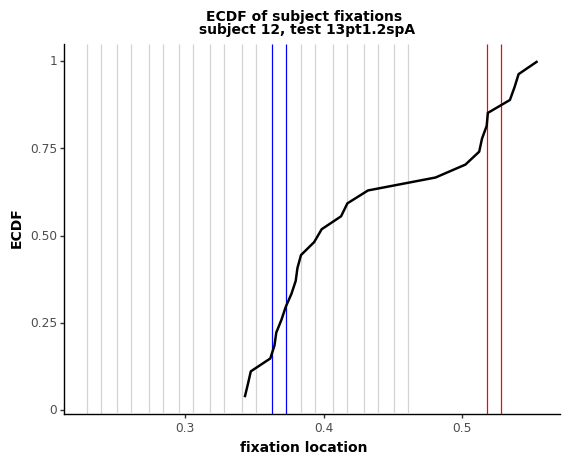 ECDF of subject fixations
subject 12, test 13pt1.2spA
1
0.75
0.50
0.25
0
ECDF
0.3 0.4 0.5
fixation location